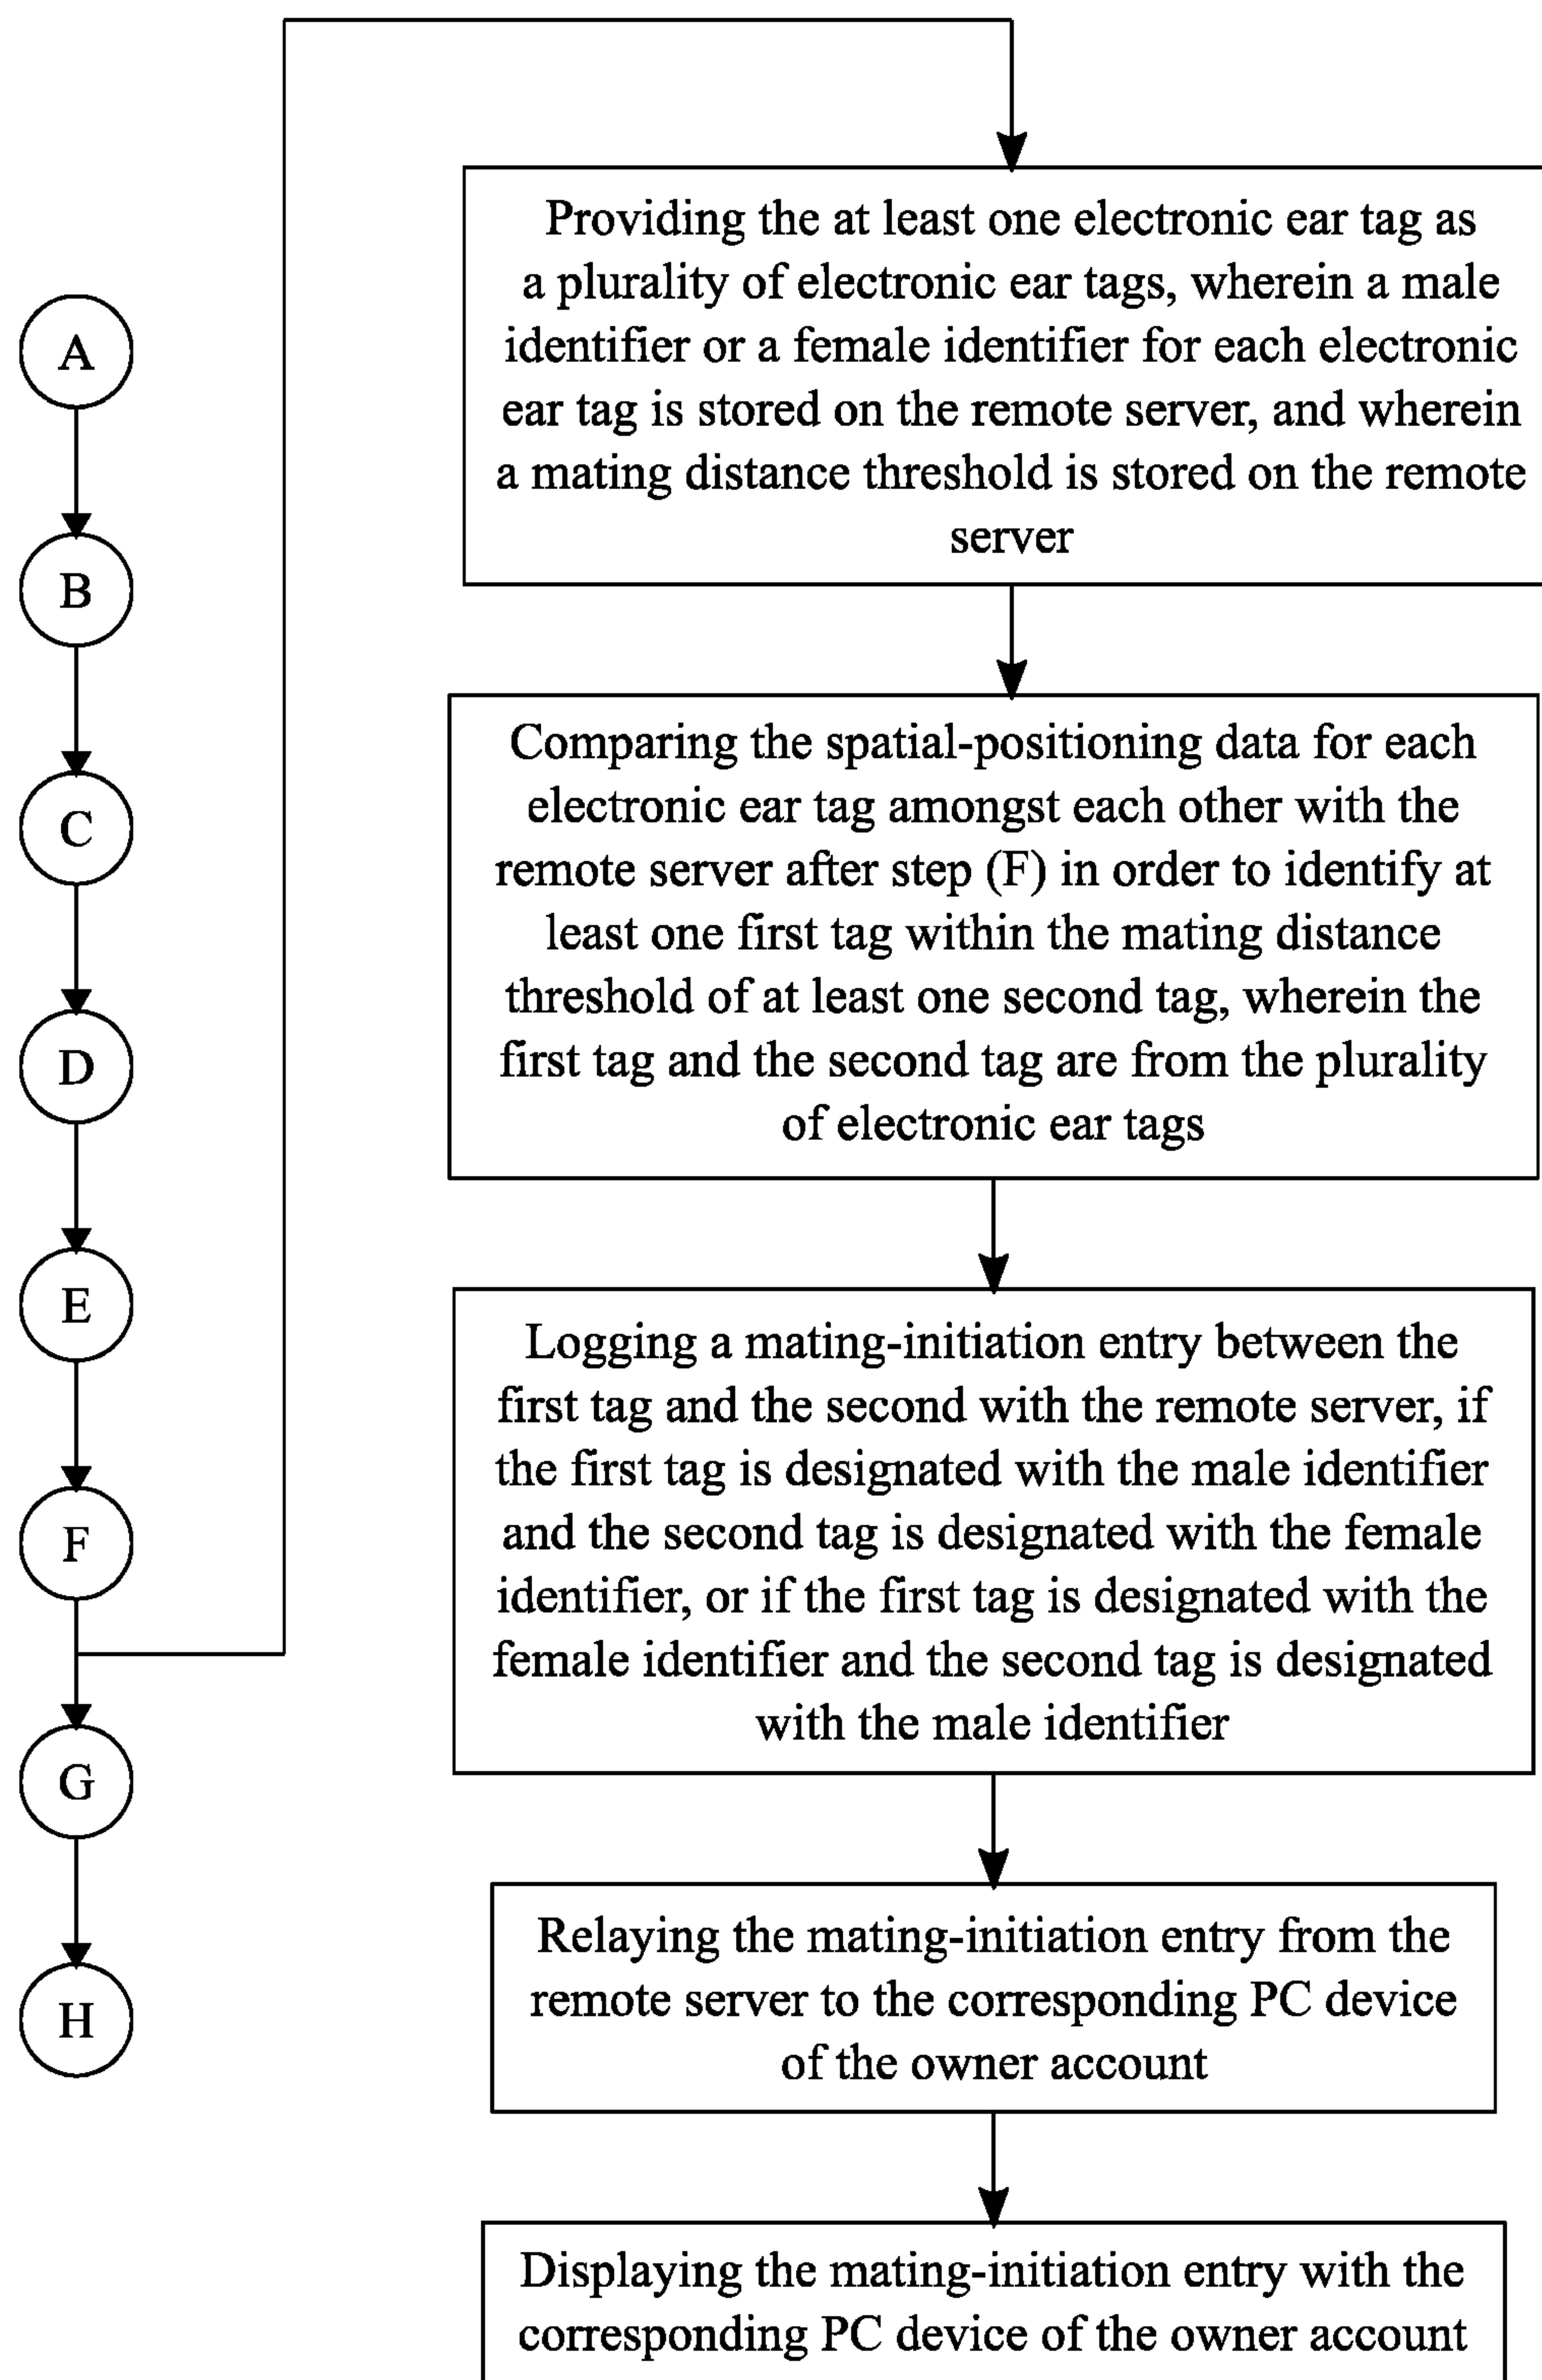 A
B
C
D
E
F
G
H
Providing the at least one electronic ear tag as
a plurality of electronic ear tags, wherein a male
identifier or a female identifier for each electronic
ear tag is stored on the remote server, and wherein
a mating distance threshold is stored on the remote
server
Comparing the spatial-positioning data for each
electronic ear tag amongst each other with the
remote server after step (F) in order to identify at
least one first tag within the mating distance
threshold of at least one second tag, wherein the
first tag and the second tag are from the plurality
of electronic ear tags
Logging a mating-initiation entry between the
first tag and the second with the remote server, if
the first tag is designated with the male identifier
and the second tag is designated with the female
identifier, or if the first tag is designated with the
female identifier and the second tag is designated
with the male identifier
Relaying the mating-initiation entry from the
remote server to the corresponding PC device
of the owner account
Displaying the mating-initiation entry with the
corresponding PC device of the owner account